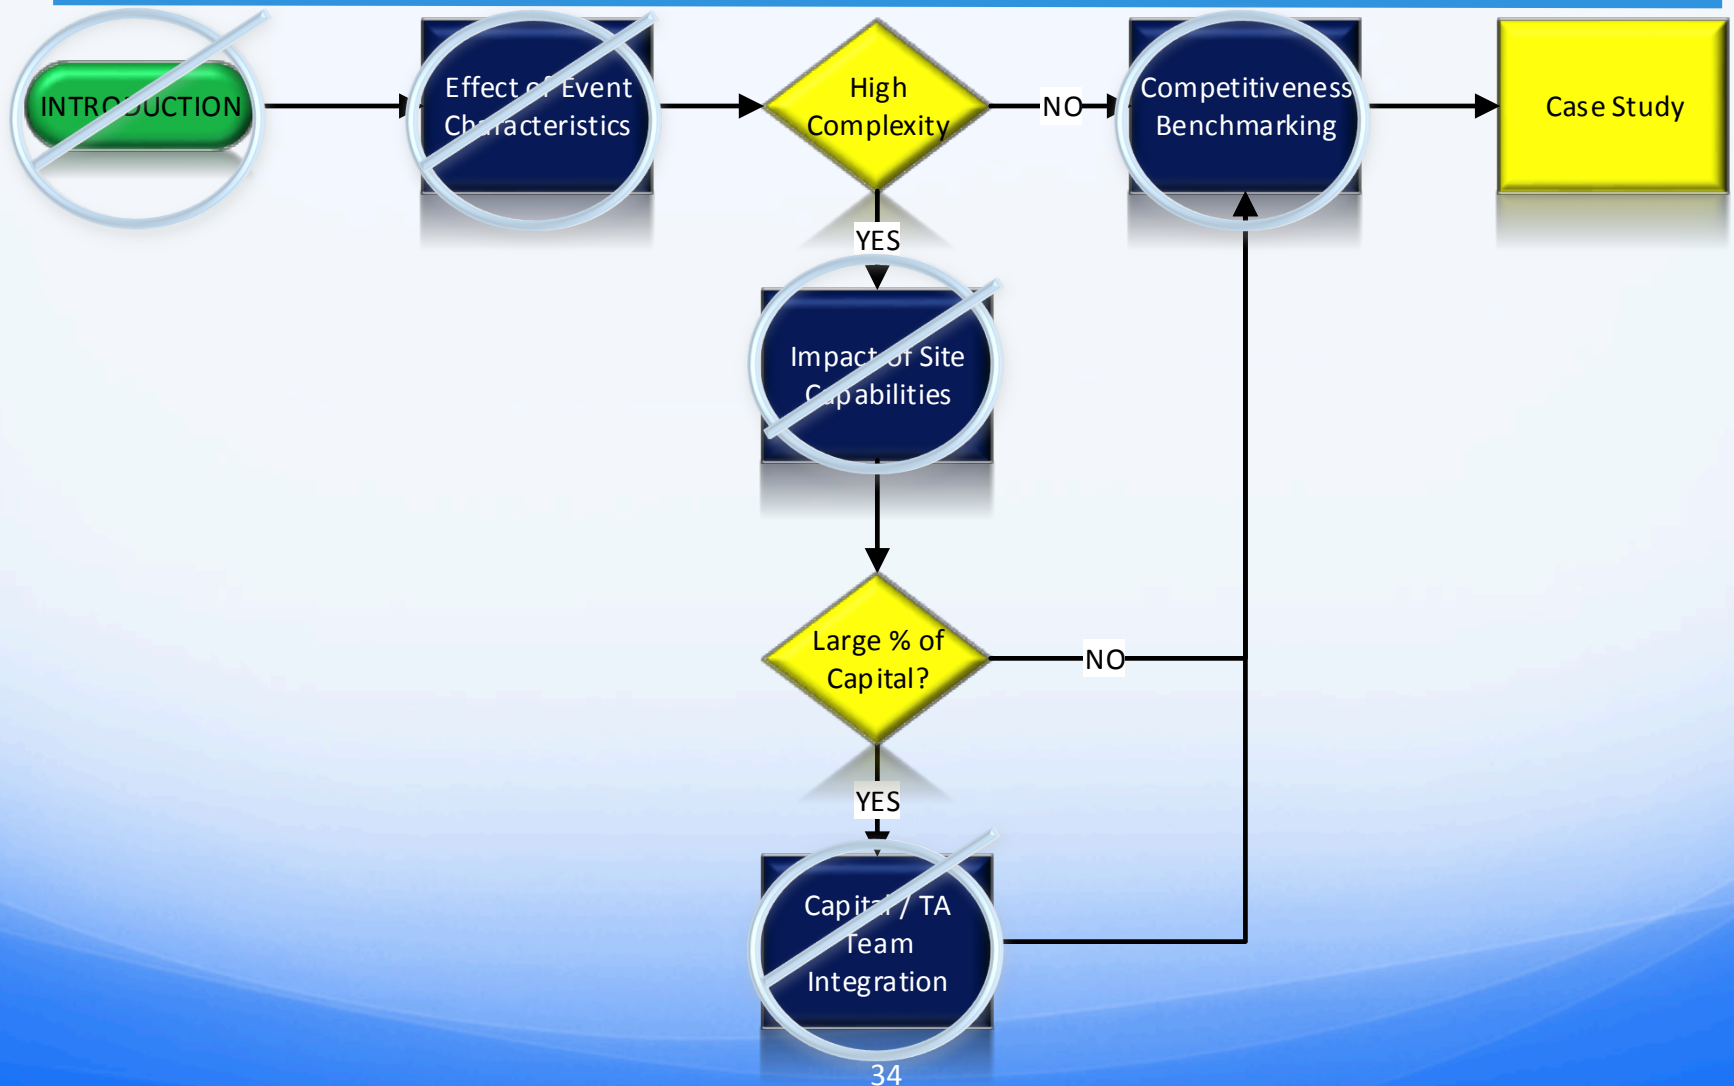 INTRODUCTION
Effect of Event
Characteristics
High
Complexity
NO
Competitiveness
Benchmarking
Case Study
YES
Impact of Site
Capabilities
Large % of
Capital?
NO
YES
Capital / TA
Team
Integration
34